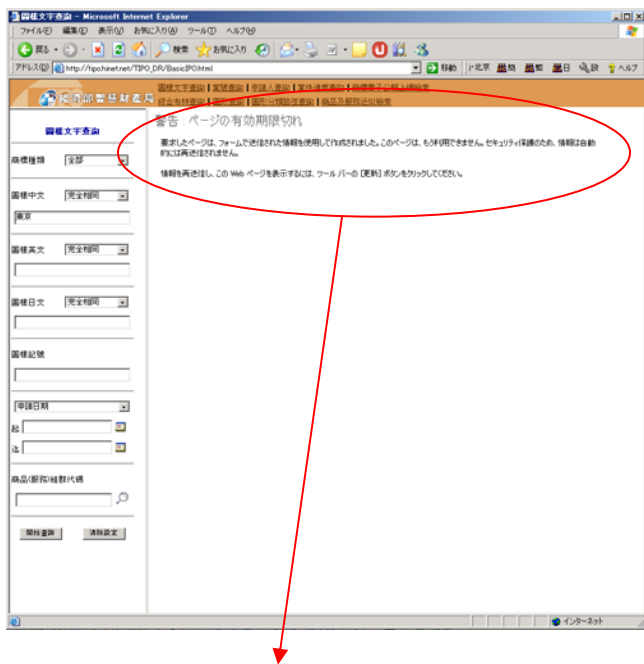 圖樣文字查詢 - Microsoft Internet Explorer
ファイル(F) 編集(E) 表示(V) お気に入り(A) ツール(T) ヘルプ(H)
戻る 検索 お気に入り
アドレス(D) http://tipo.hinet.net/TIPO_DR/BasicIPO.html 移動
經濟部智慧財產局
圖樣文字查詢
警告 : ページの有効期限切れ
要求したページは、フォームで送信された情報を使用して作成されました。このページは、もう利用できません。セキュリティ保護のため、情報は自動
的には再送信されません。
情報を再送信し、この Web ページを表示するには、ツール バーの [更新] ボタンをクリックしてください。
商標種類 全部
圖樣中文 完全相同
東京
圖樣英文 完全相同
圖樣日文 完全相同
圖樣記號
申請日期
起
迄
商品(服務)組群代碼
開始查詢 清除設定
インターネット